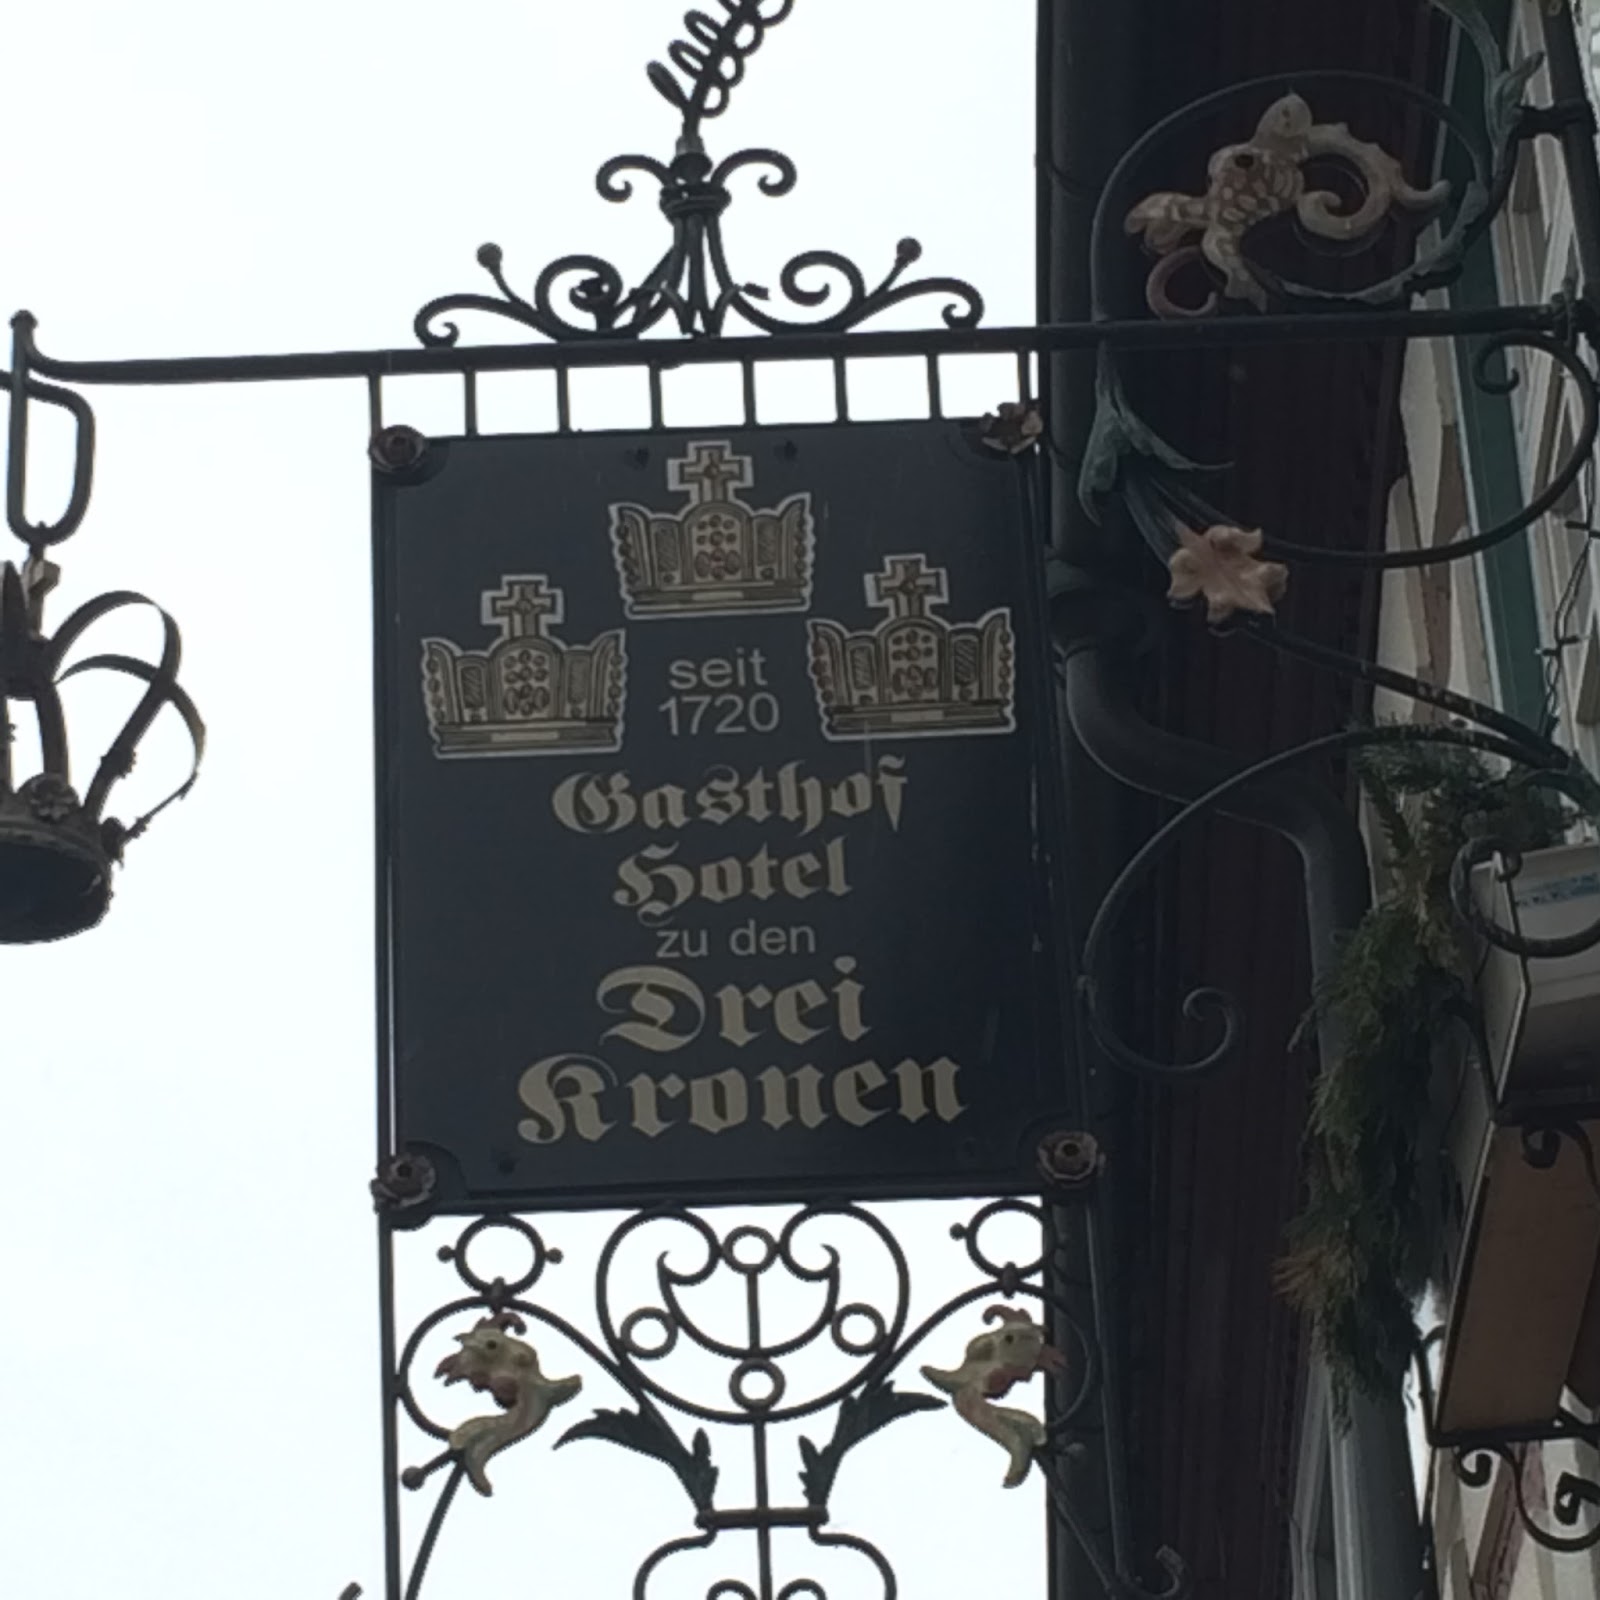 seit
1720
Gasthof
Hotel
zu den
Drei
Kronen